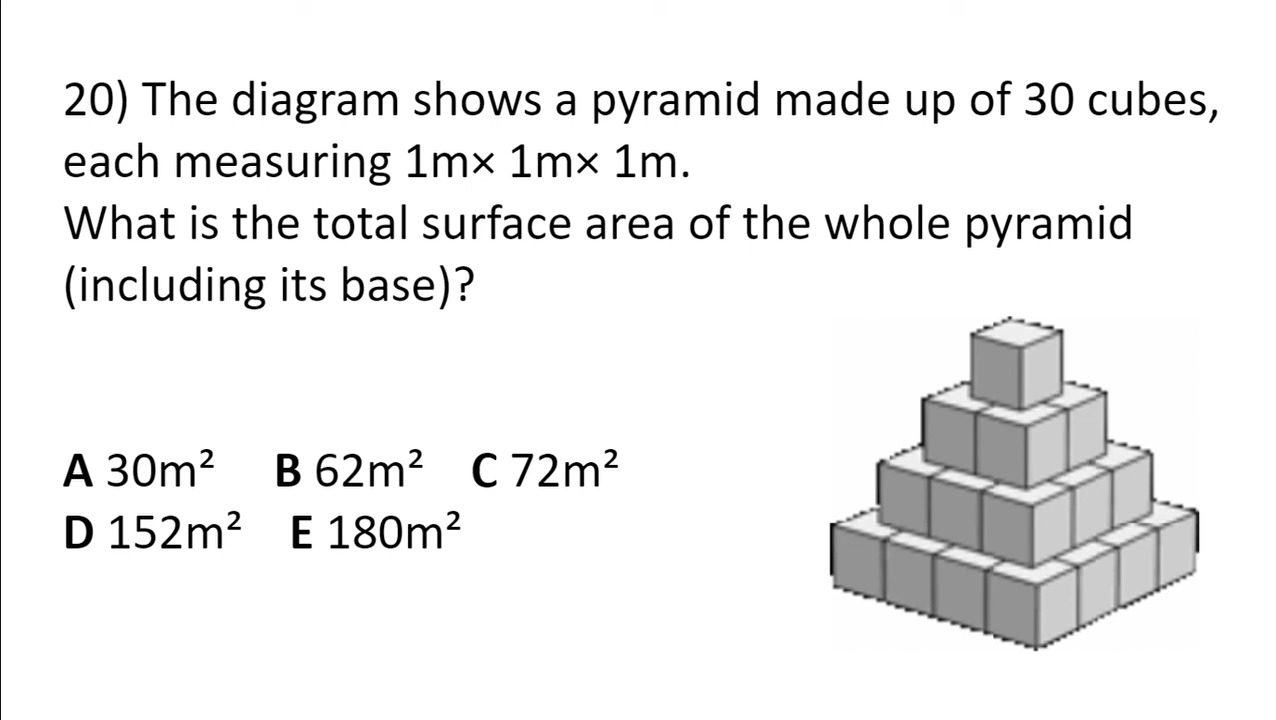 20) The diagram shows a pyramid made up of 30 cubes,
each measuring 1m× 1m× 1m.
What is the total surface area of the whole pyramid
(including its base)?
A 30m² B 62m² C 72m²
D 152m² E 180m²